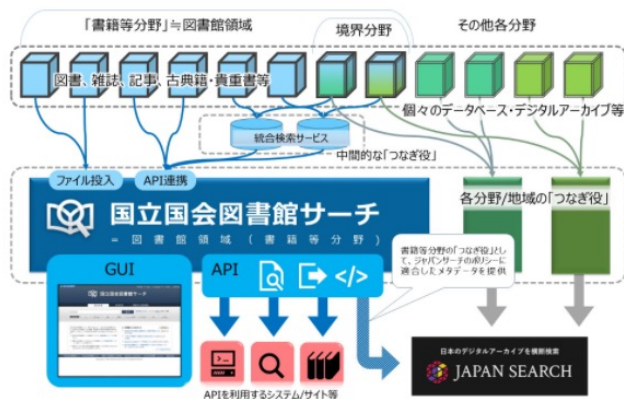 「書籍等分野」≒図書館領域
境界分野
その他各分野
図書、雑誌、記事、古典籍・貴重書等
個々のデータベース・デジタルアーカイブ等
統合検索サービス
中間的な「つなぎ役」
ファイル投入
API連携
国立国会図書館サーチ
=図書館領域（書籍等分野）
各分野/地域の「つなぎ役」
書籍等分野の「つなぎ役」とし
て、ジャパンサーチのポリシーに
適合したメタデータを提供
GUI
API
国立国会図書館サーチ
日本のデジタルアーカイブを横断検索
JAPAN SEARCH
APIを利用するシステム/サイト等